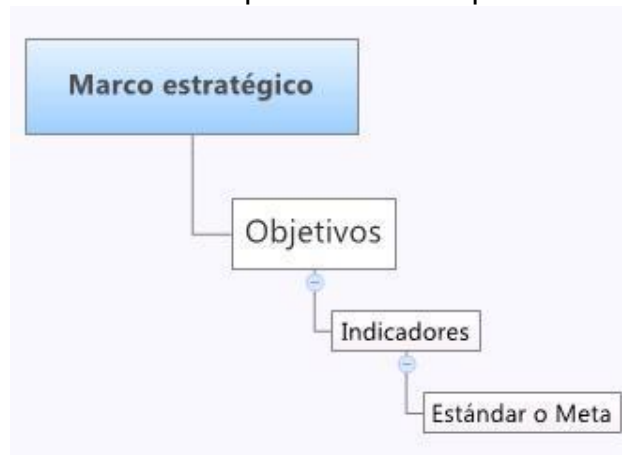 Marco estratégico
Objetivos
Indicadores
Estándar o Meta